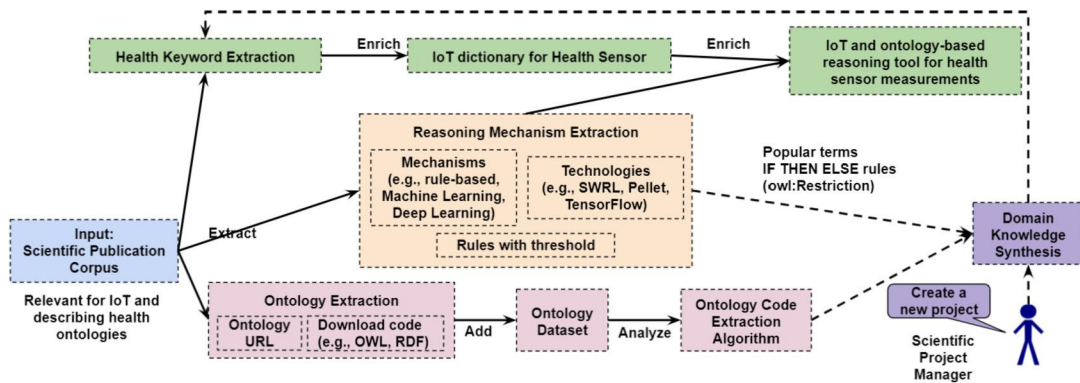 Health Keyword Extraction
Enrich
IoT dictionary for Health Sensor
Enrich
IoT and ontology-based
reasoning tool for health
sensor measurements
Reasoning Mechanism Extraction
Mechanisms
(e.g., rule-based,
Machine Learning,
Deep Learning)
Technologies
(e.g., SWRL, Pellet,
TensorFlow)
Rules with threshold
Popular terms
IF THEN ELSE rules
(owl:Restriction)
Input:
Scientific Publication
Corpus
Extract
Relevant for IoT and
describing health
ontologies
Domain
Knowledge
Synthesis
Ontology Extraction
Ontology
URL
Download code
(e.g., OWL, RDF)
Add
Ontology
Dataset
Analyze
Ontology Code
Extraction
Algorithm
Create a
new project
Scientific
Project
Manager